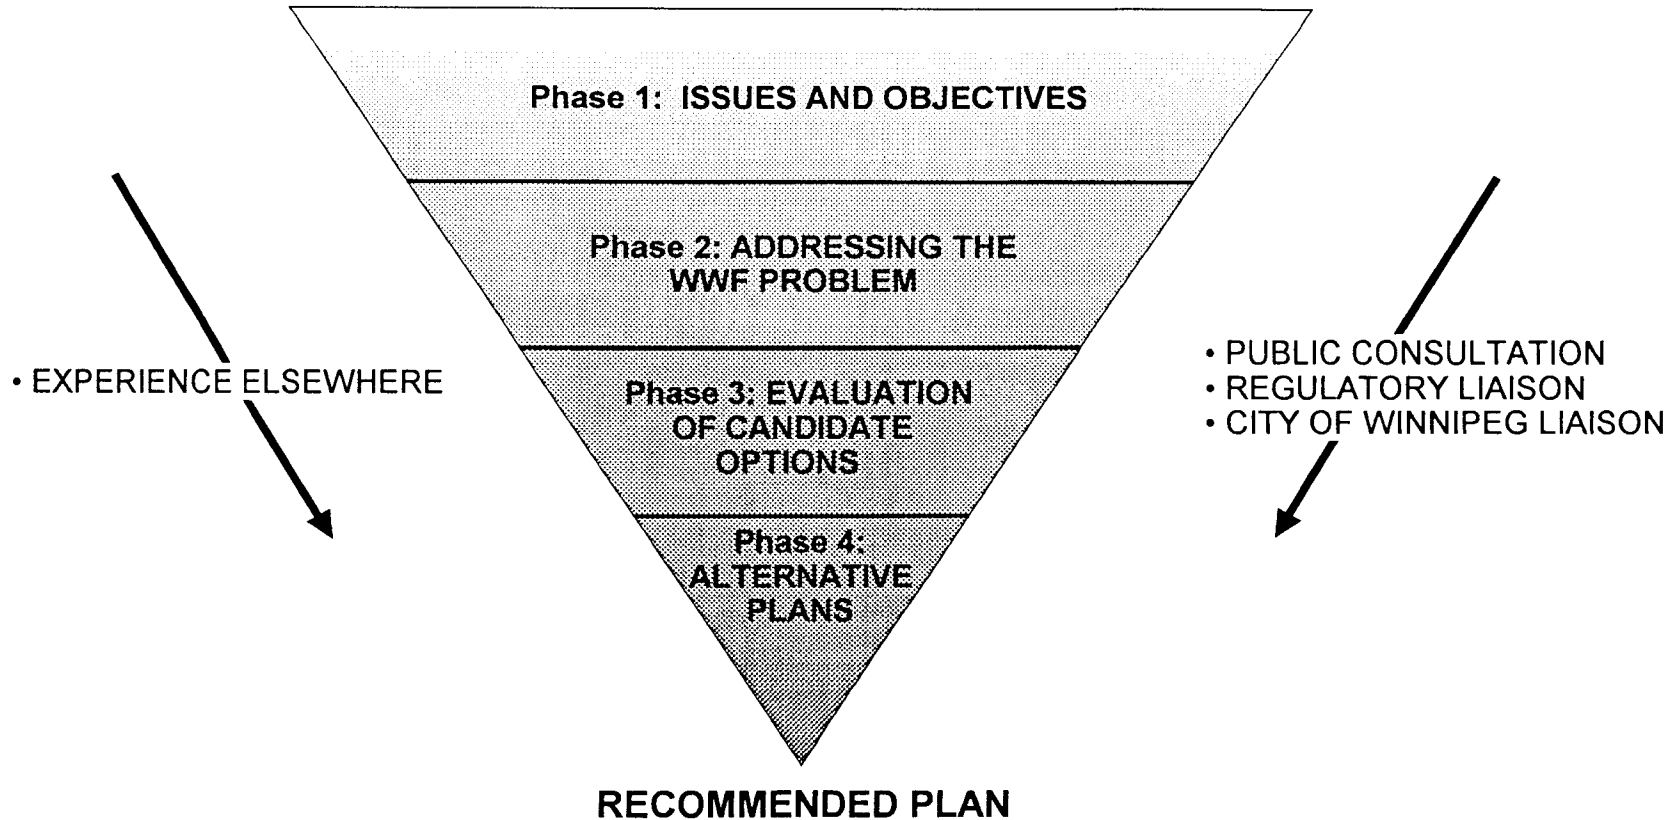 Phase 1: ISSUES AND OBJECTIVES
Phase 2: ADDRESSING THE
WWF PROBLEM
• EXPERIENCE ELSEWHERE
Phase 3: EVALUATION
OF CANDIDATE
OPTIONS
• PUBLIC CONSULTATION
• REGULATORY LIAISON
• CITY OF WINNIPEG LIAISON
Phase 4:
ALTERNATIVE
PLANS
RECOMMENDED PLAN